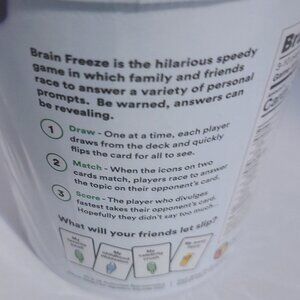 Brain Freeze is the hilarious speedy
game in which family and friends
race to answer a variety of personal
prompts. Be warned, answers can
be revealing.
1 Draw - One at a time, each player
draws from the deck and quickly
flips the card for all to see.
2 Match - When the icons on two
cards match, players race to answer
the topic on their opponent's card.
3 Score - The player who divulges
fastest takes their opponent's card.
Hopefully they didn't say too much...
What will your friends let slip?